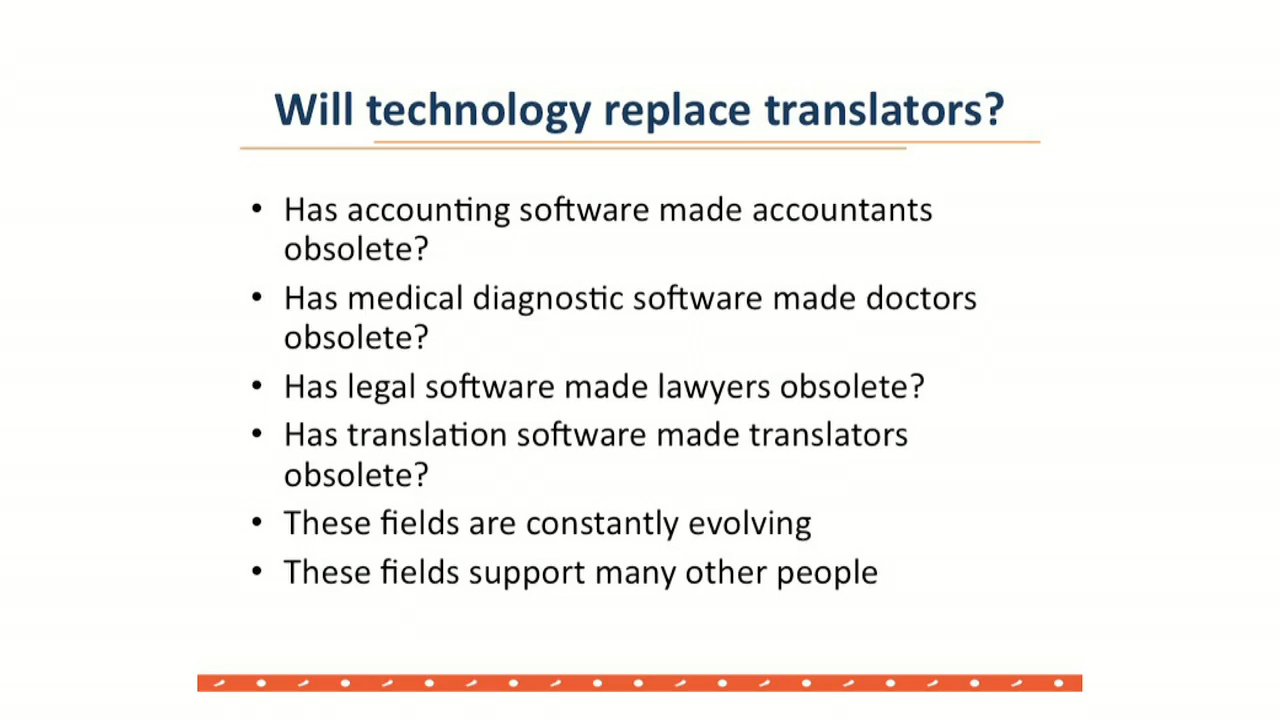 Will technology replace translators?
• Has accounting software made accountants
obsolete?
• Has medical diagnostic software made doctors
obsolete?
• Has legal software made lawyers obsolete?
• Has translation software made translators
obsolete?
• These fields are constantly evolving
• These fields support many other people